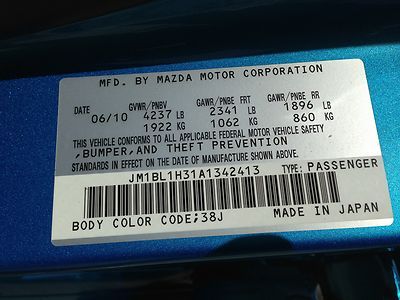 MFD. BY MAZDA MOTOR CORPORATION
DATE GVWR/PNBV GAWR/PNBE FRT GAWR/PNBE RR
06/10 4237 LB 2341 LB 1896 LB
1922 KG 1062 KG 860 KG
THIS VEHICLE CONFORMS TO ALL APPLICABLE FEDERAL MOTOR VEHICLE SAFETY
,BUMPER,AND THEFT PREVENTION
STANDARDS IN EFFECT ON THE DATE OF MANUFACTURE SHOWN ABOVE.
JM1BL1H31A1342413 TYPE: PASSENGER
BODY COLOR CODE;38J MADE IN JAPAN